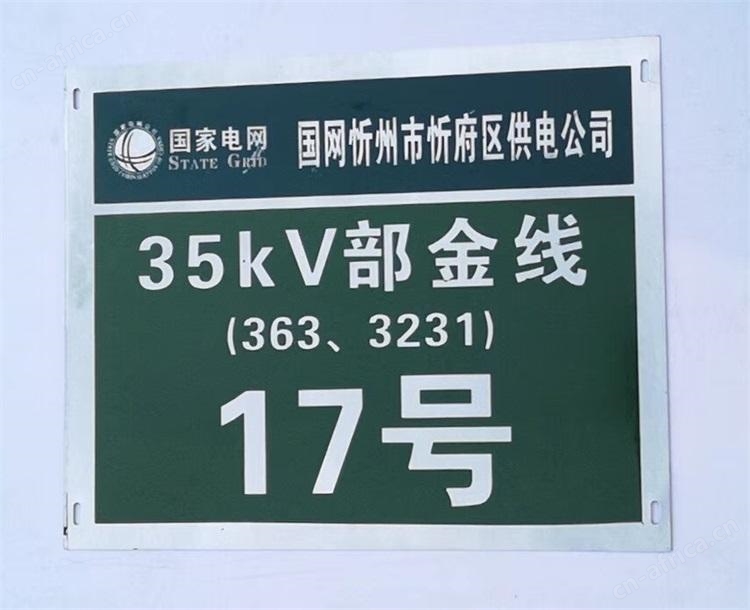 国家电网
STATE GRID
国网忻州市忻府区供电公司
35kV部金线
(363、3231)
17号